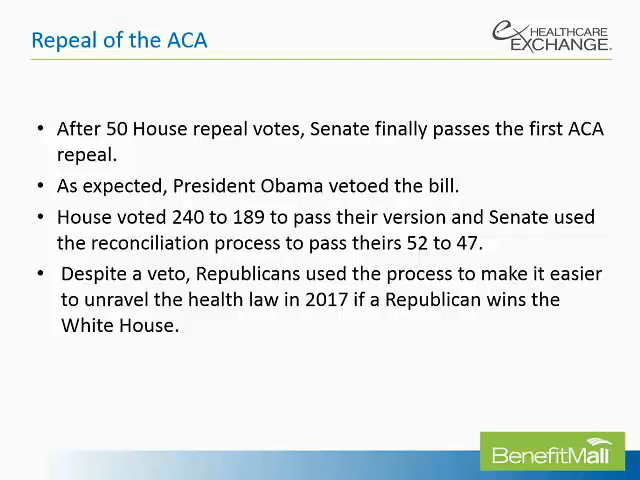 Repeal of the ACA
ex HEALTHCARE
EXCHANGE
• After 50 House repeal votes, Senate finally passes the first ACA
repeal.
• As expected, President Obama vetoed the bill.
• House voted 240 to 189 to pass their version and Senate used
the reconciliation process to pass theirs 52 to 47.
• Despite a veto, Republicans used the process to make it easier
to unravel the health law in 2017 if a Republican wins the
White House.
BenefitMall